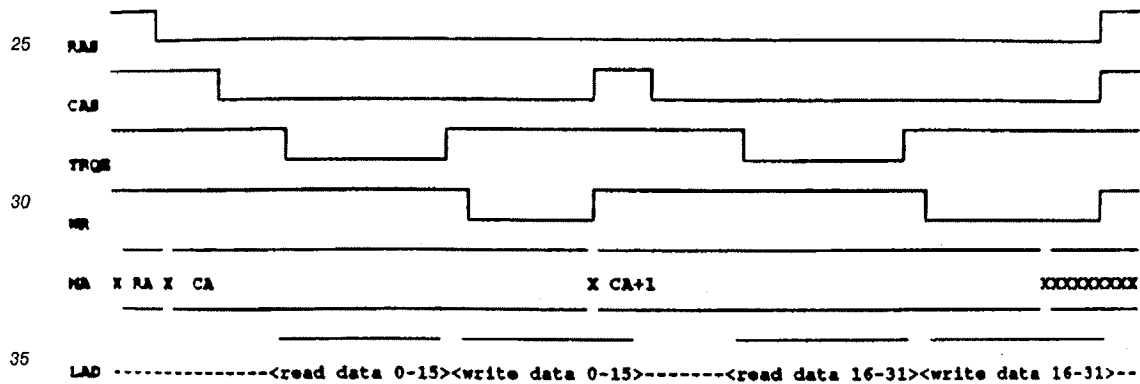 25
RAS
CAS
TRQE
30
WR
MA X RA X CA X CA+1 XXXXXXXXXX
35
LAD --------------<read data 0-15><write data 0-15>-------<read data 16-31><write data 16-31>---